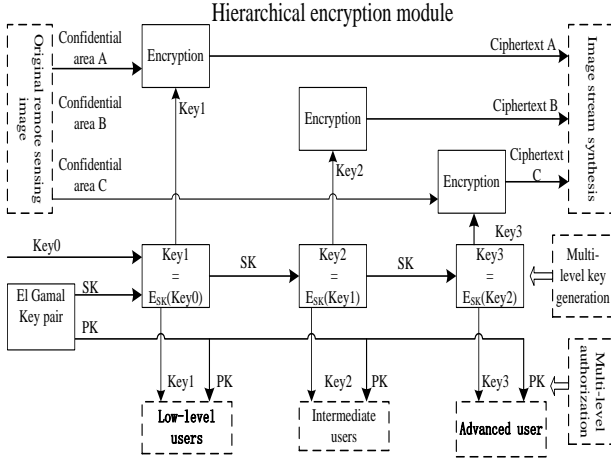 Hierarchical encryption module
Original remote sensing
image
Confidential
area A
Encryption
Ciphertext A
Image stream synthesis
Key1
Confidential
area B
Encryption
Ciphertext B
Key2
Confidential
area C
Encryption
Ciphertext
C
Key3
Key0
Key1
=
E_SK(Key0)
SK
Key2
=
E_SK(Key1)
SK
Key3
=
E_SK(Key2)
Multi-
level key
generation
El Gamal
Key pair
SK
PK
Key1
PK
Key2
PK
Key3
PK
Multi-level
authorization
Low-level
users
Intermediate
users
Advanced user